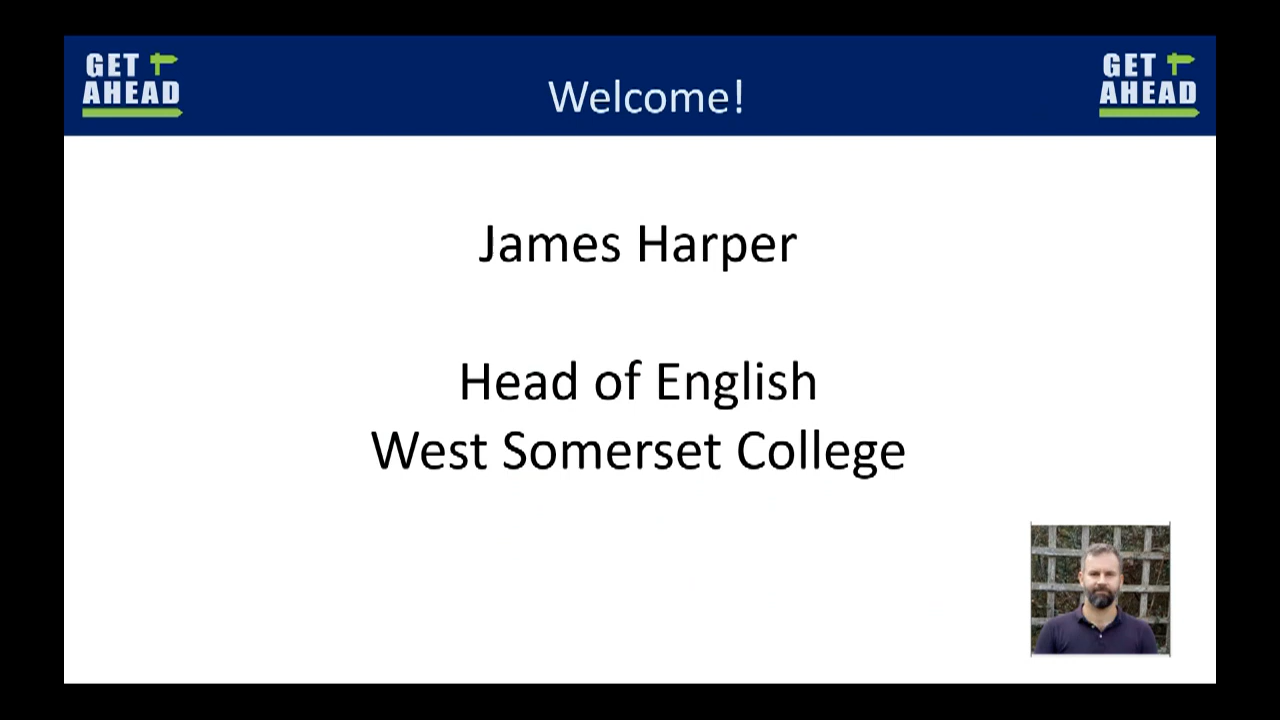 GET
AHEAD
Welcome!
GET
AHEAD
James Harper
Head of English
West Somerset College